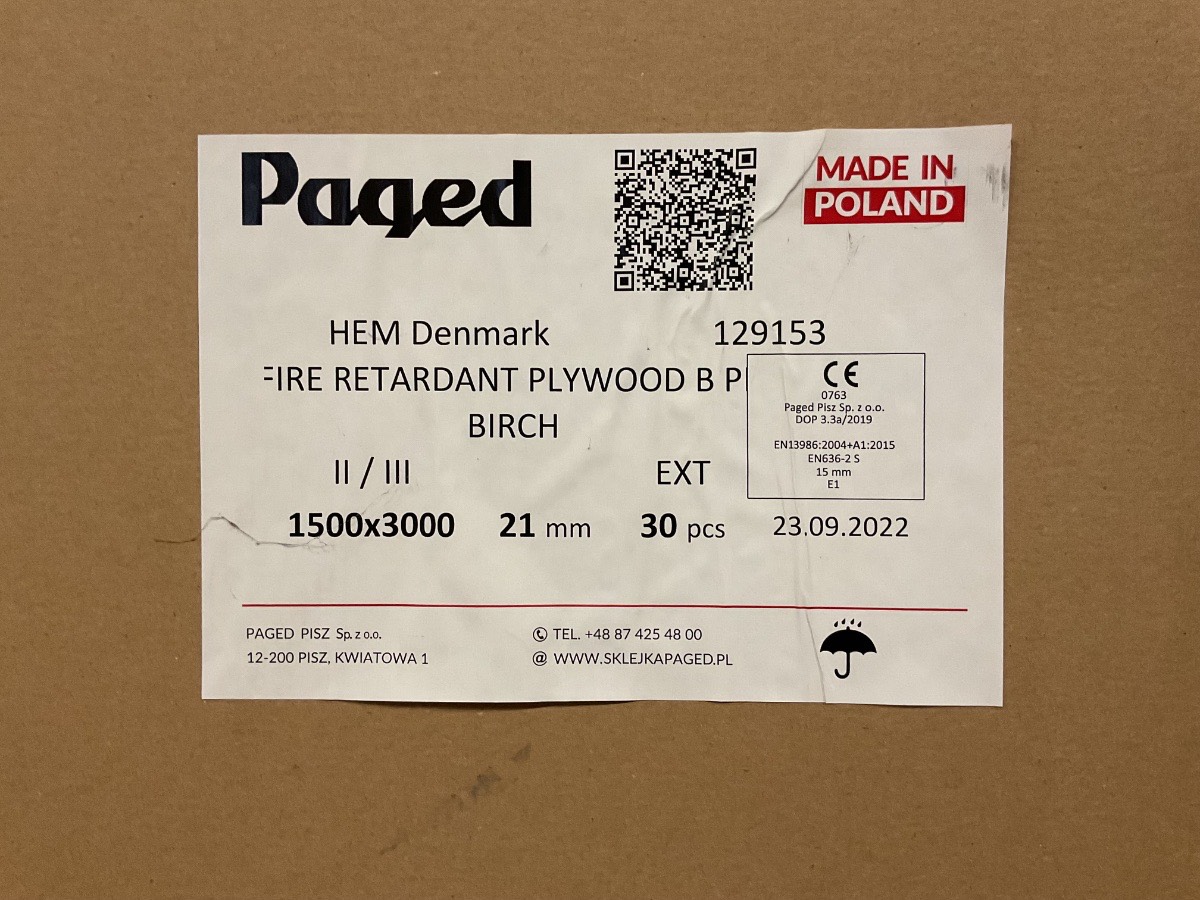 Paged
MADE IN
POLAND
HEM Denmark 129153
FIRE RETARDANT PLYWOOD B P
BIRCH
II / III EXT
1500x3000 21 mm 30 pcs 23.09.2022
CE
0763
Paged Pisz Sp. z o.o.
DOP 3.3a/2019
EN13986:2004+A1:2015
EN636-2 S
15 mm
E1
PAGED PISZ Sp. z o.o.
12-200 PISZ, KWIATOWA 1
TEL. +48 87 425 48 00
@ WWW.SKLEJKAPAGED.PL